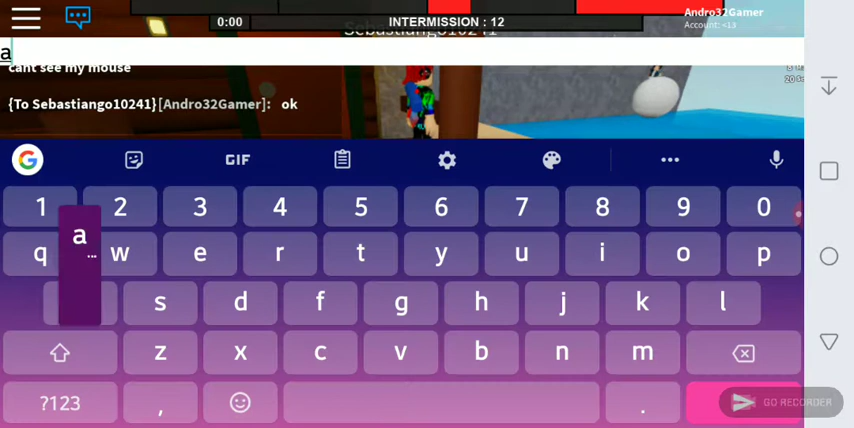 Andro32Gamer
0:00
INTERMISSION : 12
Account: <13
Sebastiango10241
a
cant see my mouse
{To Sebastiango10241}[Andro32Gamer]: ok
GIF
1 2 3 4 5 6 7 8 9 0
a
q w e r t y u i o p
s d f g h j k l
z x c v b n m
?123 , .
GO RECORDER